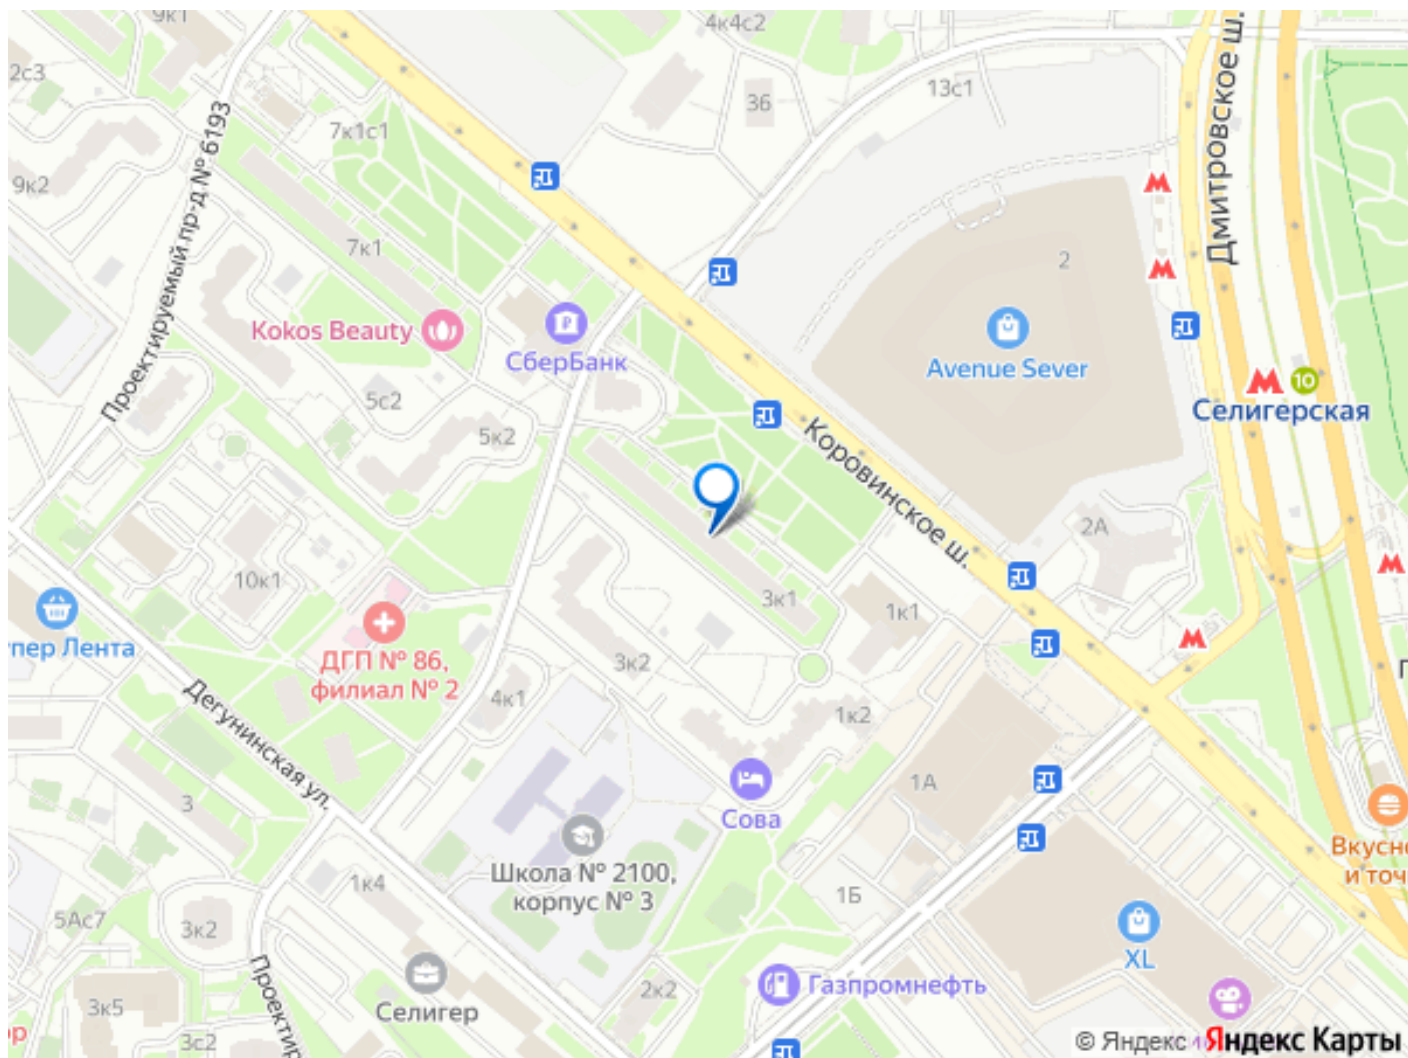 9к1
4к4с2
Дмитровское ш.
2с3
36
13с1
7к1с1
Проектируемый пр-д № 6193
9к2
7к1
2
Kokos Beauty
СберБанк
Avenue Sever
10
Селигерская
5с2
5к2
Коровинское ш.
2А
10к1
3к1
1к1
пер Лента
ДГП № 86,
филиал № 2
3к2
4к1
1к2
Дегунинская ул.
3
Сова
1А
Вкусно
и точ
Школа № 2100,
корпус № 3
1к4
1Б
5Ас7
3к2
XL
Проектир
Селигер
2к2
Газпромнефть
3к5
ор
3с2
© Яндекс Яндекс Карты